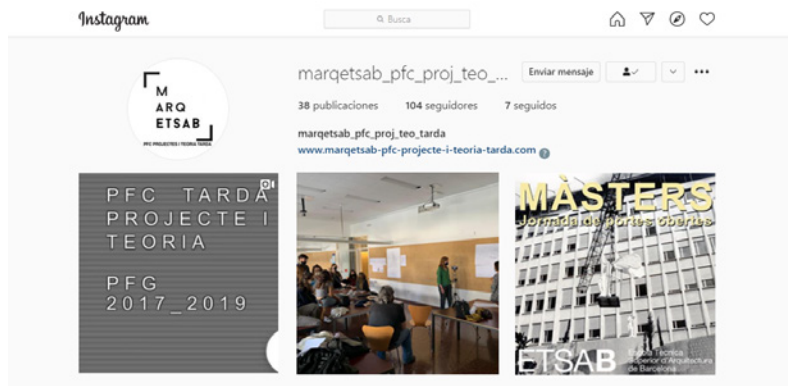 Instagram
Busca
M
ARQ
ETSAB
PFC PROJECTES I TEORIA TARDA
marqetsab_pfc_proj_teo_...
Enviar mensaje
38 publicaciones 104 seguidores 7 seguidos
marqetsab_pfc_proj_teo_tarda
www.marqetsab-pfc-projecte-i-teoria-tarda.com
PFC TARDA
PROJECTE I
TEORIA
PFG
2017_2019
MÀSTERS
Jornada de portes obertes
ETSAB
Escola Tècnica
Superior d'Arquitectura
de Barcelona